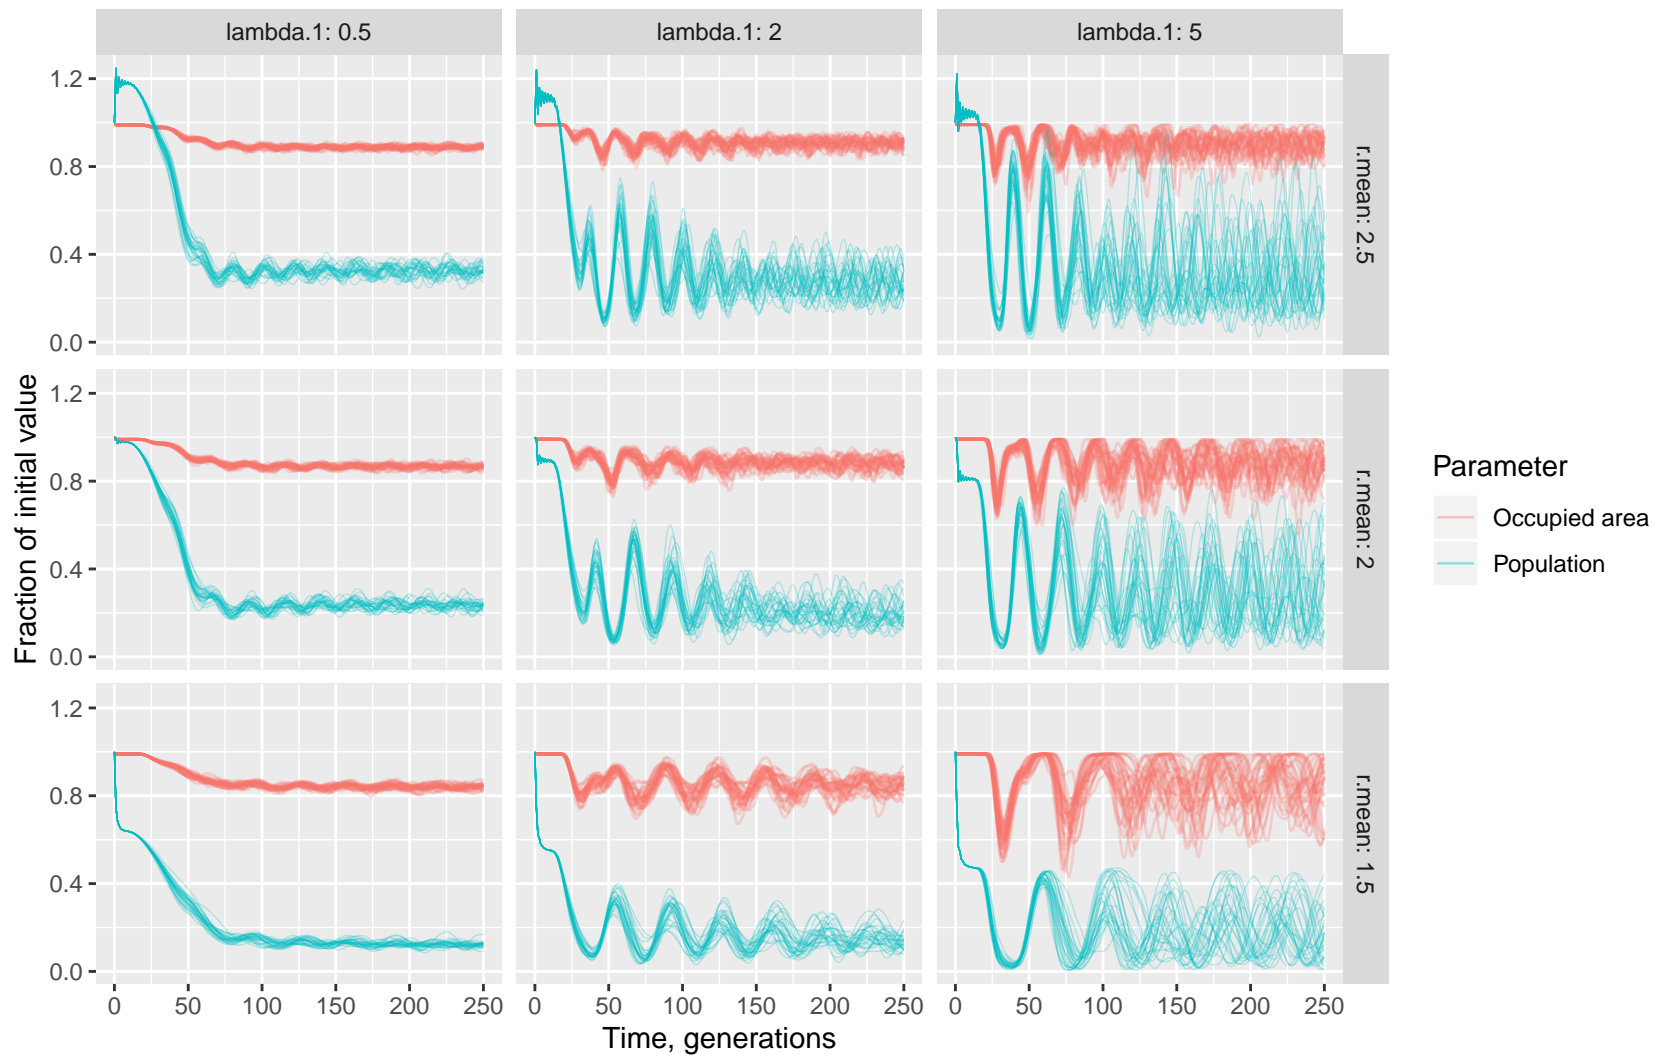 lambda.1: 0.5
lambda.1: 2
lambda.1: 5
1.2
0.8
0.4
0.0
r.mean: 2.5
1.2
0.8
0.4
0.0
r.mean: 2
1.2
0.8
0.4
0.0
r.mean: 1.5
0 50 100 150 200 250
0 50 100 150 200 250
0 50 100 150 200 250
Time, generations
Fraction of initial value
Parameter
Occupied area
Population